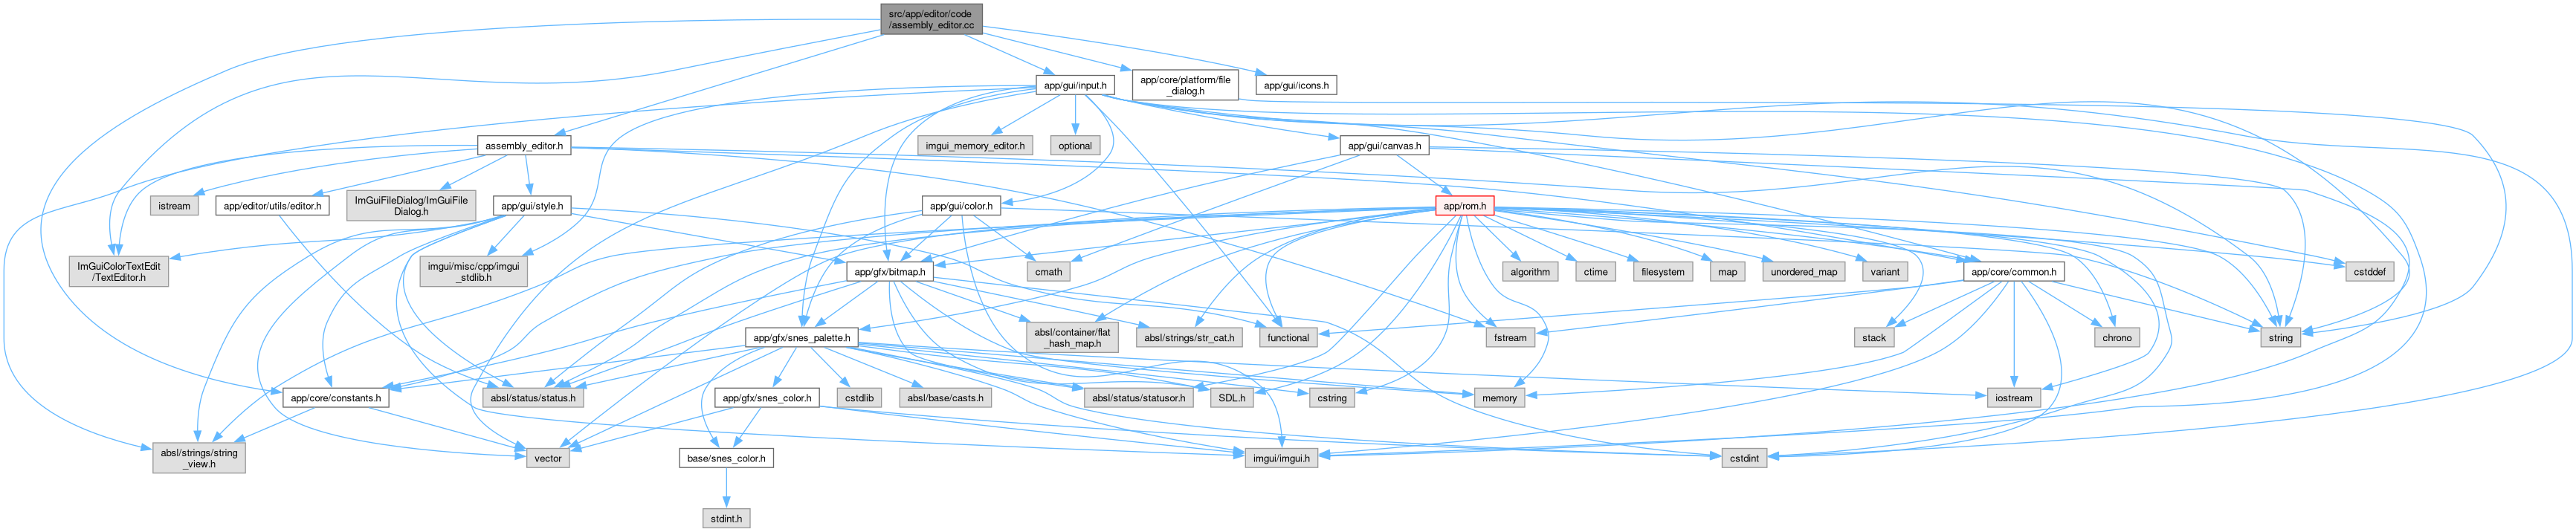 src/app/editor/code
/assembly_editor.cc
app/gui/input.h
app/core/platform/file
_dialog.h
app/gui/icons.h
assembly_editor.h
imgui_memory_editor.h
optional
app/gui/canvas.h
istream
app/editor/utils/editor.h
ImGuiFileDialog/ImGuiFile
Dialog.h
app/gui/style.h
app/gui/color.h
app/rom.h
ImGuiColorTextEdit
/TextEditor.h
imgui/misc/cpp/imgui
_stdlib.h
app/gfx/bitmap.h
cmath
algorithm
ctime
filesystem
map
unordered_map
variant
app/core/common.h
cstddef
app/gfx/snes_palette.h
absl/container/flat
_hash_map.h
absl/strings/str_cat.h
functional
fstream
stack
chrono
string
app/core/constants.h
absl/status/status.h
app/gfx/snes_color.h
cstdlib
absl/base/casts.h
absl/status/statusor.h
SDL.h
cstring
memory
iostream
absl/strings/string
_view.h
vector
base/snes_color.h
imgui/imgui.h
cstdint
stdint.h